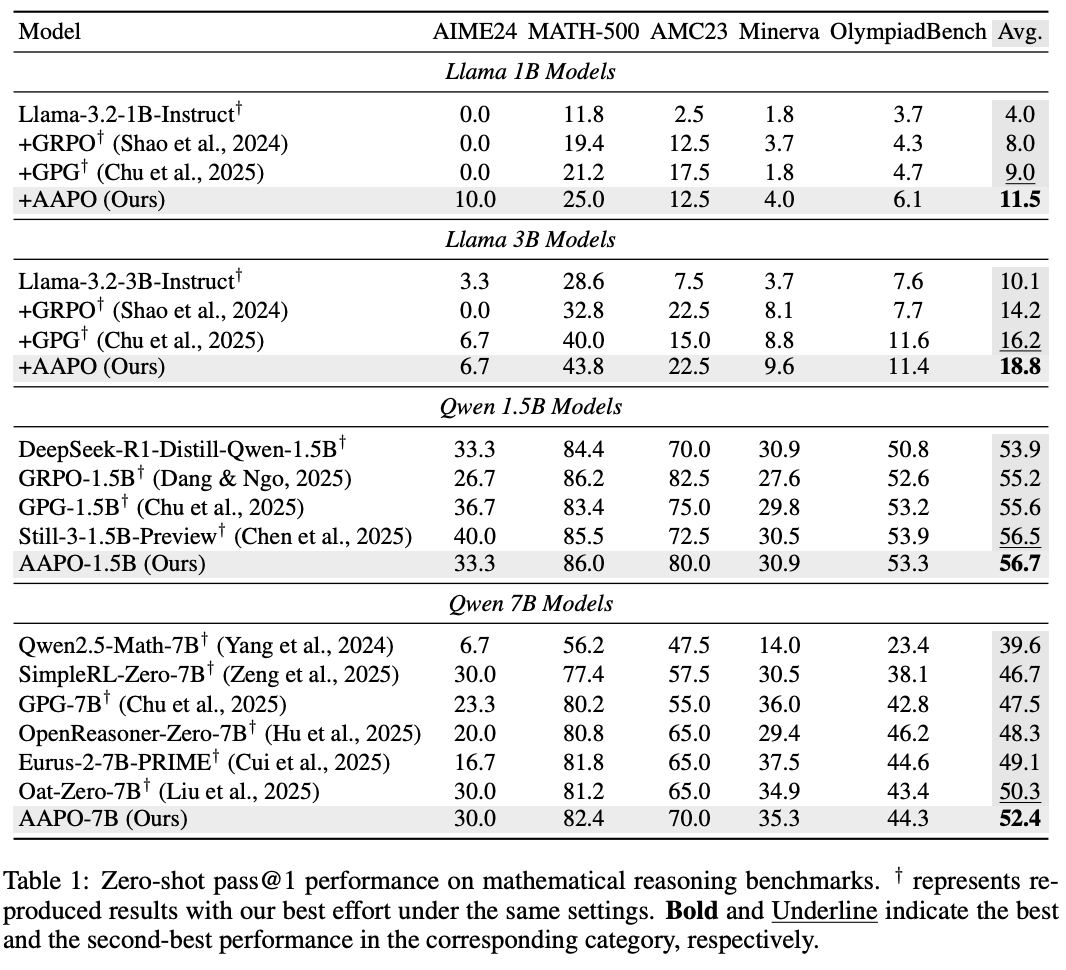 Model AIME24 MATH-500 AMC23 Minerva OlympiadBench Avg.
Llama 1B Models
Llama-3.2-1B-Instruct† 0.0 11.8 2.5 1.8 3.7 4.0
+GRPO† (Shao et al., 2024) 0.0 19.4 12.5 3.7 4.3 8.0
+GPG† (Chu et al., 2025) 0.0 21.2 17.5 1.8 4.7 9.0
+AAPO (Ours) 10.0 25.0 12.5 4.0 6.1 11.5
Llama 3B Models
Llama-3.2-3B-Instruct† 3.3 28.6 7.5 3.7 7.6 10.1
+GRPO† (Shao et al., 2024) 0.0 32.8 22.5 8.1 7.7 14.2
+GPG† (Chu et al., 2025) 6.7 40.0 15.0 8.8 11.6 16.2
+AAPO (Ours) 6.7 43.8 22.5 9.6 11.4 18.8
Qwen 1.5B Models
DeepSeek-R1-Distill-Qwen-1.5B† 33.3 84.4 70.0 30.9 50.8 53.9
GRPO-1.5B† (Dang & Ngo, 2025) 26.7 86.2 82.5 27.6 52.6 55.2
GPG-1.5B† (Chu et al., 2025) 36.7 83.4 75.0 29.8 53.2 55.6
Still-3-1.5B-Preview† (Chen et al., 2025) 40.0 85.5 72.5 30.5 53.9 56.5
AAPO-1.5B (Ours) 33.3 86.0 80.0 30.9 53.3 56.7
Qwen 7B Models
Qwen2.5-Math-7B† (Yang et al., 2024) 6.7 56.2 47.5 14.0 23.4 39.6
SimpleRL-Zero-7B† (Zeng et al., 2025) 30.0 77.4 57.5 30.5 38.1 46.7
GPG-7B† (Chu et al., 2025) 23.3 80.2 55.0 36.0 42.8 47.5
OpenReasoner-Zero-7B† (Hu et al., 2025) 20.0 80.8 65.0 29.4 46.2 48.3
Eurus-2-7B-PRIME† (Cui et al., 2025) 16.7 81.8 65.0 37.5 44.6 49.1
Oat-Zero-7B† (Liu et al., 2025) 30.0 81.2 65.0 34.9 43.4 50.3
AAPO-7B (Ours) 30.0 82.4 70.0 35.3 44.3 52.4
Table 1: Zero-shot pass@1 performance on mathematical reasoning benchmarks. † represents re-
produced results with our best effort under the same settings. Bold and Underline indicate the best
and the second-best performance in the corresponding category, respectively.